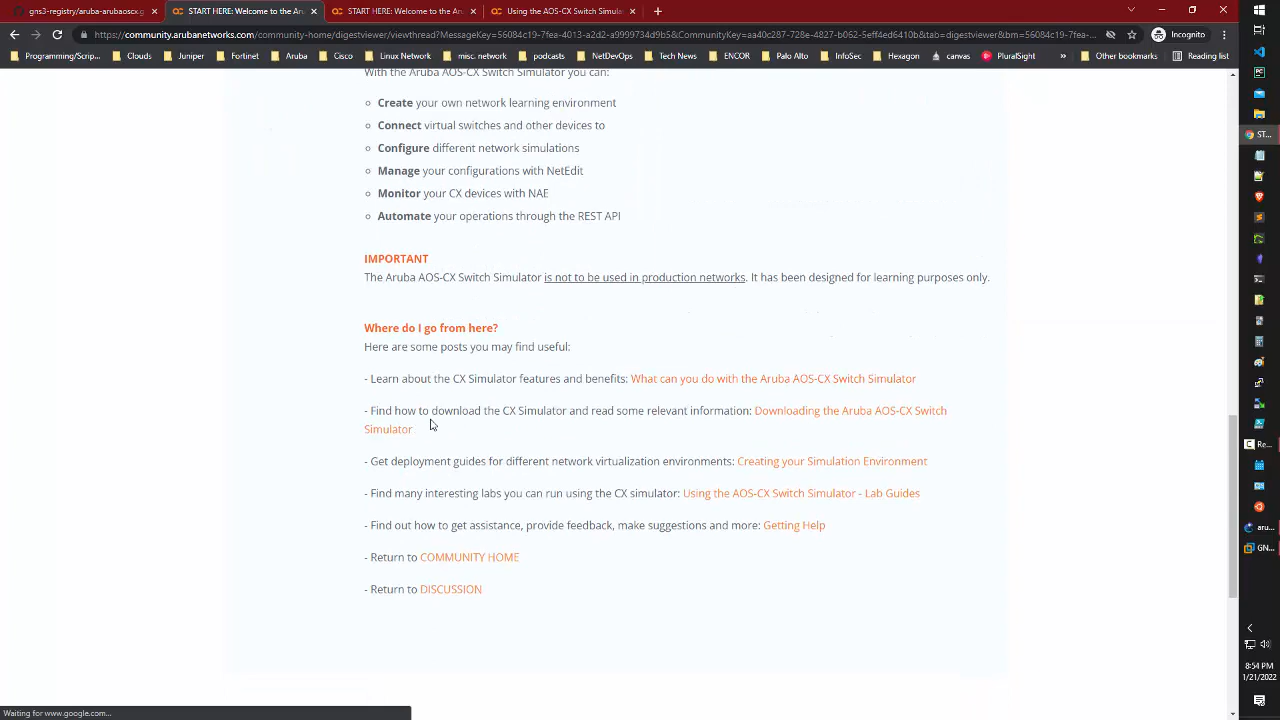 gns3-registry/aruba-arubaoscx.g
START HERE: Welcome to the Aru
START HERE: Welcome to the Aru
Using the AOS-CX Switch Simulat
https://community.arubanetworks.com/community-home/digestviewer/viewthread?MessageKey=56084c19-7fea-4013-a2d2-a9999734d9b5&CommunityKey=aa40c287-728e-4827-b062-5eff4ed6410b&tab=digestviewer&bm=56084c19-7fea-...
Incognito
Programming/Scrip...
Clouds
Juniper
Fortinet
Aruba
Cisco
Linux Network
misc. network
podcasts
NetDevOps
Tech News
ENCOR
Palo Alto
InfoSec
Hexagon
canvas
PluralSight
»
Reading list
With the Aruba AOS-CX Switch Simulator you can:
Create your own network learning environment
Connect virtual switches and other devices to
Configure different network simulations
Manage your configurations with NetEdit
Monitor your CX devices with NAE
Automate your operations through the REST API
IMPORTANT
The Aruba AOS-CX Switch Simulator is not to be used in production networks. It has been designed for learning purposes only.
Where do I go from here?
Here are some posts you may find useful:
- Learn about the CX Simulator features and benefits: What can you do with the Aruba AOS-CX Switch Simulator
- Find how to download the CX Simulator and read some relevant information: Downloading the Aruba AOS-CX Switch
Simulator
- Get deployment guides for different network virtualization environments: Creating your Simulation Environment
- Find many interesting labs you can run using the CX simulator: Using the AOS-CX Switch Simulator - Lab Guides
- Find out how to get assistance, provide feedback, make suggestions and more: Getting Help
- Return to COMMUNITY HOME
- Return to DISCUSSION
Waiting for www.google.com...
ST...
Re...
aru...
GN...
8:54 PM
1/21/2022